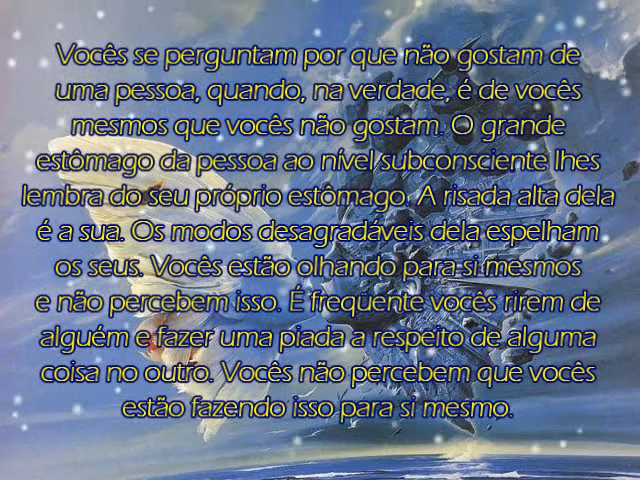 Vocês se perguntam por que não gostam de
uma pessoa, quando, na verdade, é de vocês
mesmos que vocês não gostam. O grande
estômago da pessoa ao nível subconsciente lhes
lembra do seu próprio estômago. A risada alta dela
é a sua. Os modos desagradáveis dela espelham
os seus. Vocês estão olhando para si mesmos
e não percebem isso. É freqüente vocês rirem de
alguém e fazer uma piada a respeito de alguma
coisa no outro. Vocês não percebem que vocês
estão fazendo isso para si mesmo.